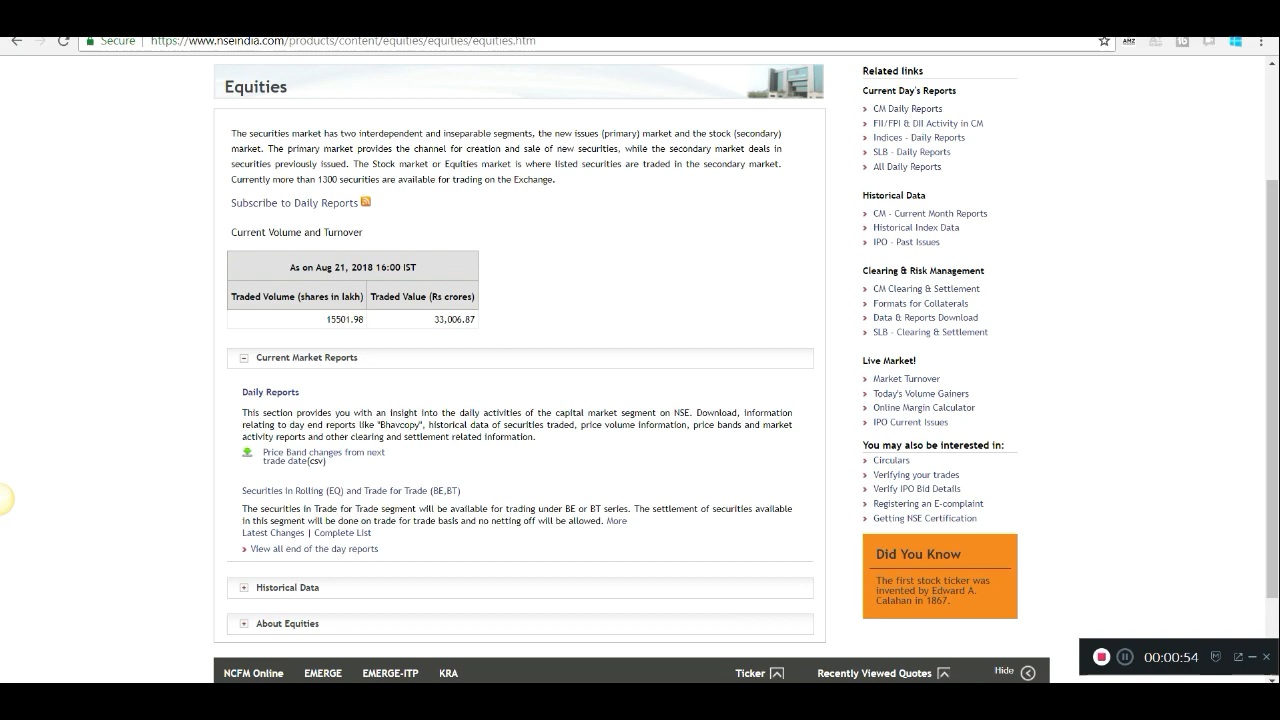 Secure https://www.nseindia.com/products/content/equities/equities/equities.htm
Equities
The securities market has two interdependent and inseparable segments, the new issues (primary) market and the stock (secondary)
market. The primary market provides the channel for creation and sale of new securities, while the secondary market deals in
securities previously issued. The Stock market or Equities market is where listed securities are traded in the secondary market.
Currently more than 1300 securities are available for trading on the Exchange.
Subscribe to Daily Reports
Current Volume and Turnover
As on Aug 21, 2018 16:00 IST
Traded Volume (shares in lakh) Traded Value (Rs crores)
15501.98 33,006.87
Current Market Reports
Daily Reports
This section provides you with an insight into the daily activities of the capital market segment on NSE. Download, information
relating to day end reports like "Bhavcopy", historical data of securities traded, price volume information, price bands and market
activity reports and other clearing and settlement related information.
Price Band changes from next
trade date(csv)
Securities in Rolling (EQ) and Trade for Trade (BE,BT)
The securities in Trade for Trade segment will be available for trading under BE or BT series. The settlement of securities available
in this segment will be done on trade for trade basis and no netting off will be allowed. More
Latest Changes | Complete List
View all end of the day reports
Historical Data
About Equities
Related links
Current Day's Reports
CM Daily Reports
FII/FPI & DII Activity in CM
Indices - Daily Reports
SLB - Daily Reports
All Daily Reports
Historical Data
CM - Current Month Reports
Historical Index Data
IPO - Past Issues
Clearing & Risk Management
CM Clearing & Settlement
Formats for Collaterals
Data & Reports Download
SLB - Clearing & Settlement
Live Market!
Market Turnover
Today's Volume Gainers
Online Margin Calculator
IPO Current Issues
You may also be interested in:
Circulars
Verifying your trades
Verify IPO Bid Details
Registering an E-complaint
Getting NSE Certification
Did You Know
The first stock ticker was
invented by Edward A.
Calahan in 1867.
NCFM Online EMERGE EMERGE-ITP KRA Ticker Recently Viewed Quotes Hide
00:00:54